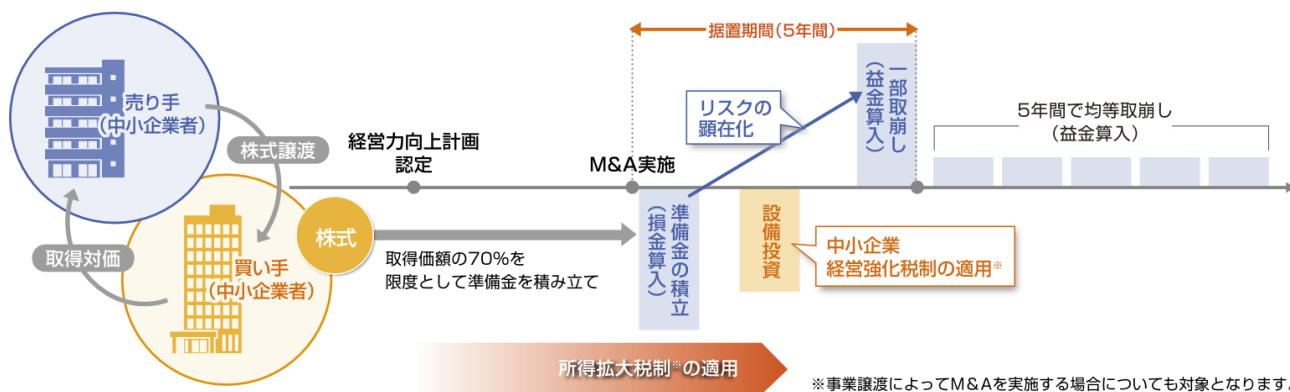 売り手
(中小企業者)
株式譲渡
取得対価
買い手
(中小企業者)
株式
経営力向上計画
認定
取得価額の70%を
限度として準備金を積み立て
M&A実施
据置期間(5年間)
準備金の積立
(損金算入)
リスクの
顕在化
設備投資
中小企業
経営強化税制の適用※
一部取崩し
(益金算入)
5年間で均等取崩し
(益金算入)
所得拡大税制※の適用
※事業譲渡によってM&Aを実施する場合についても対象となります。